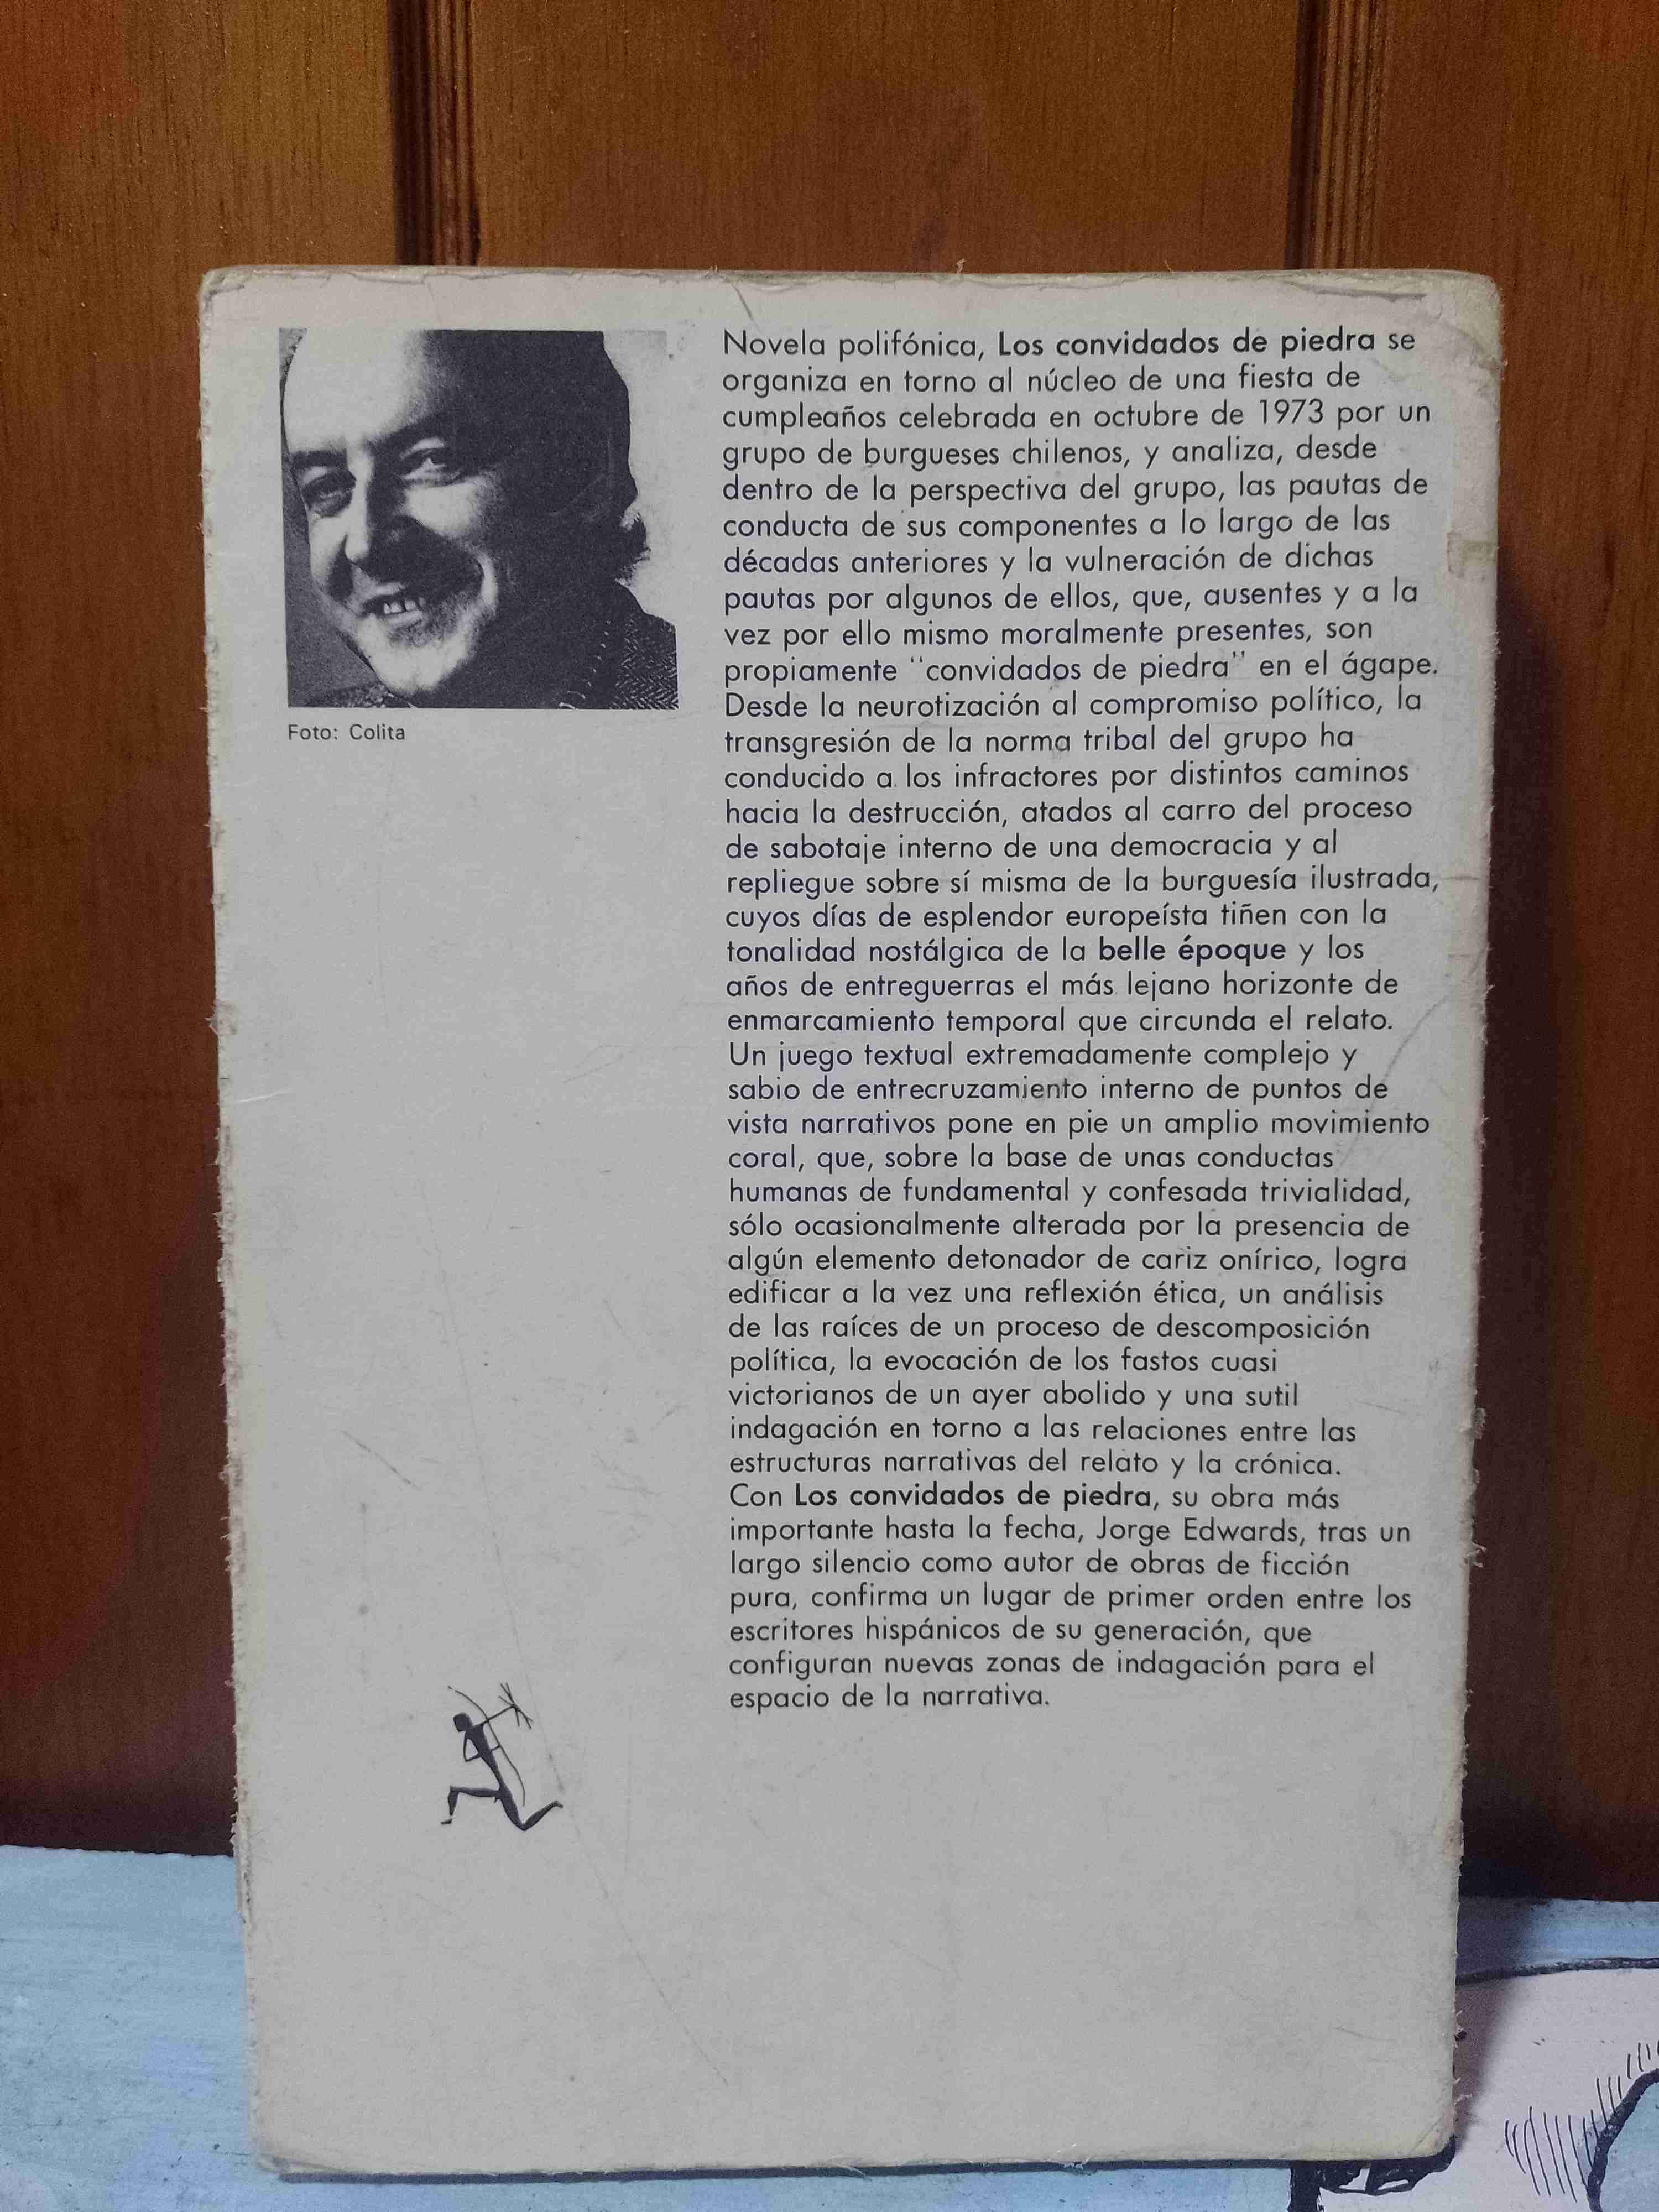 Foto: Colita
Novela polifónica, Los convidados de piedra se
organiza en torno al núcleo de una fiesta de
cumpleaños celebrada en octubre de 1973 por un
grupo de burgueses chilenos, y analiza, desde
dentro de la perspectiva del grupo, las pautas de
conducta de sus componentes a lo largo de las
décadas anteriores y la vulneración de dichas
pautas por algunos de ellos, que, ausentes y a la
vez por ello mismo moralmente presentes, son
propiamente "convidados de piedra" en el ágape.
Desde la neurotización al compromiso político, la
transgresión de la norma tribal del grupo ha
conducido a los infractores por distintos caminos
hacia la destrucción, atados al carro del proceso
de sabotaje interno de una democracia y al
repliegue sobre sí misma de la burguesía ilustrada,
cuyos días de esplendor europeísta tiñen con la
tonalidad nostálgica de la belle époque y los
años de entreguerras el más lejano horizonte de
enmarcamiento temporal que circunda el relato.
Un juego textual extremadamente complejo y
sabio de entrecruzamiento interno de puntos de
vista narrativos pone en pie un amplio movimiento
coral, que, sobre la base de unas conductas
humanas de fundamental y confesada trivialidad,
sólo ocasionalmente alterada por la presencia de
algún elemento detonador de cariz onírico, logra
edificar a la vez una reflexión ética, un análisis
de las raíces de un proceso de descomposición
política, la evocación de los fastos cuasi
victorianos de un ayer abolido y una sutil
indagación en torno a las relaciones entre las
estructuras narrativas del relato y la crónica.
Con Los convidados de piedra, su obra más
importante hasta la fecha, Jorge Edwards, tras un
largo silencio como autor de obras de ficción
pura, confirma un lugar de primer orden entre los
escritores hispánicos de su generación, que
configuran nuevas zonas de indagación para el
espacio de la narrativa.